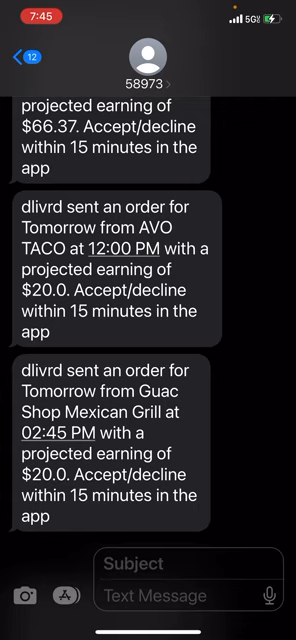 7:45
5G
12
58973
projected earning of
$66.37. Accept/decline
within 15 minutes in the
app
dlivrd sent an order for
Tomorrow from AVO
TACO at 12:00 PM with a
projected earning of
$20.0. Accept/decline
within 15 minutes in the
app
dlivrd sent an order for
Tomorrow from Guac
Shop Mexican Grill at
02:45 PM with a
projected earning of
$20.0. Accept/decline
within 15 minutes in the
app
Subject
Text Message